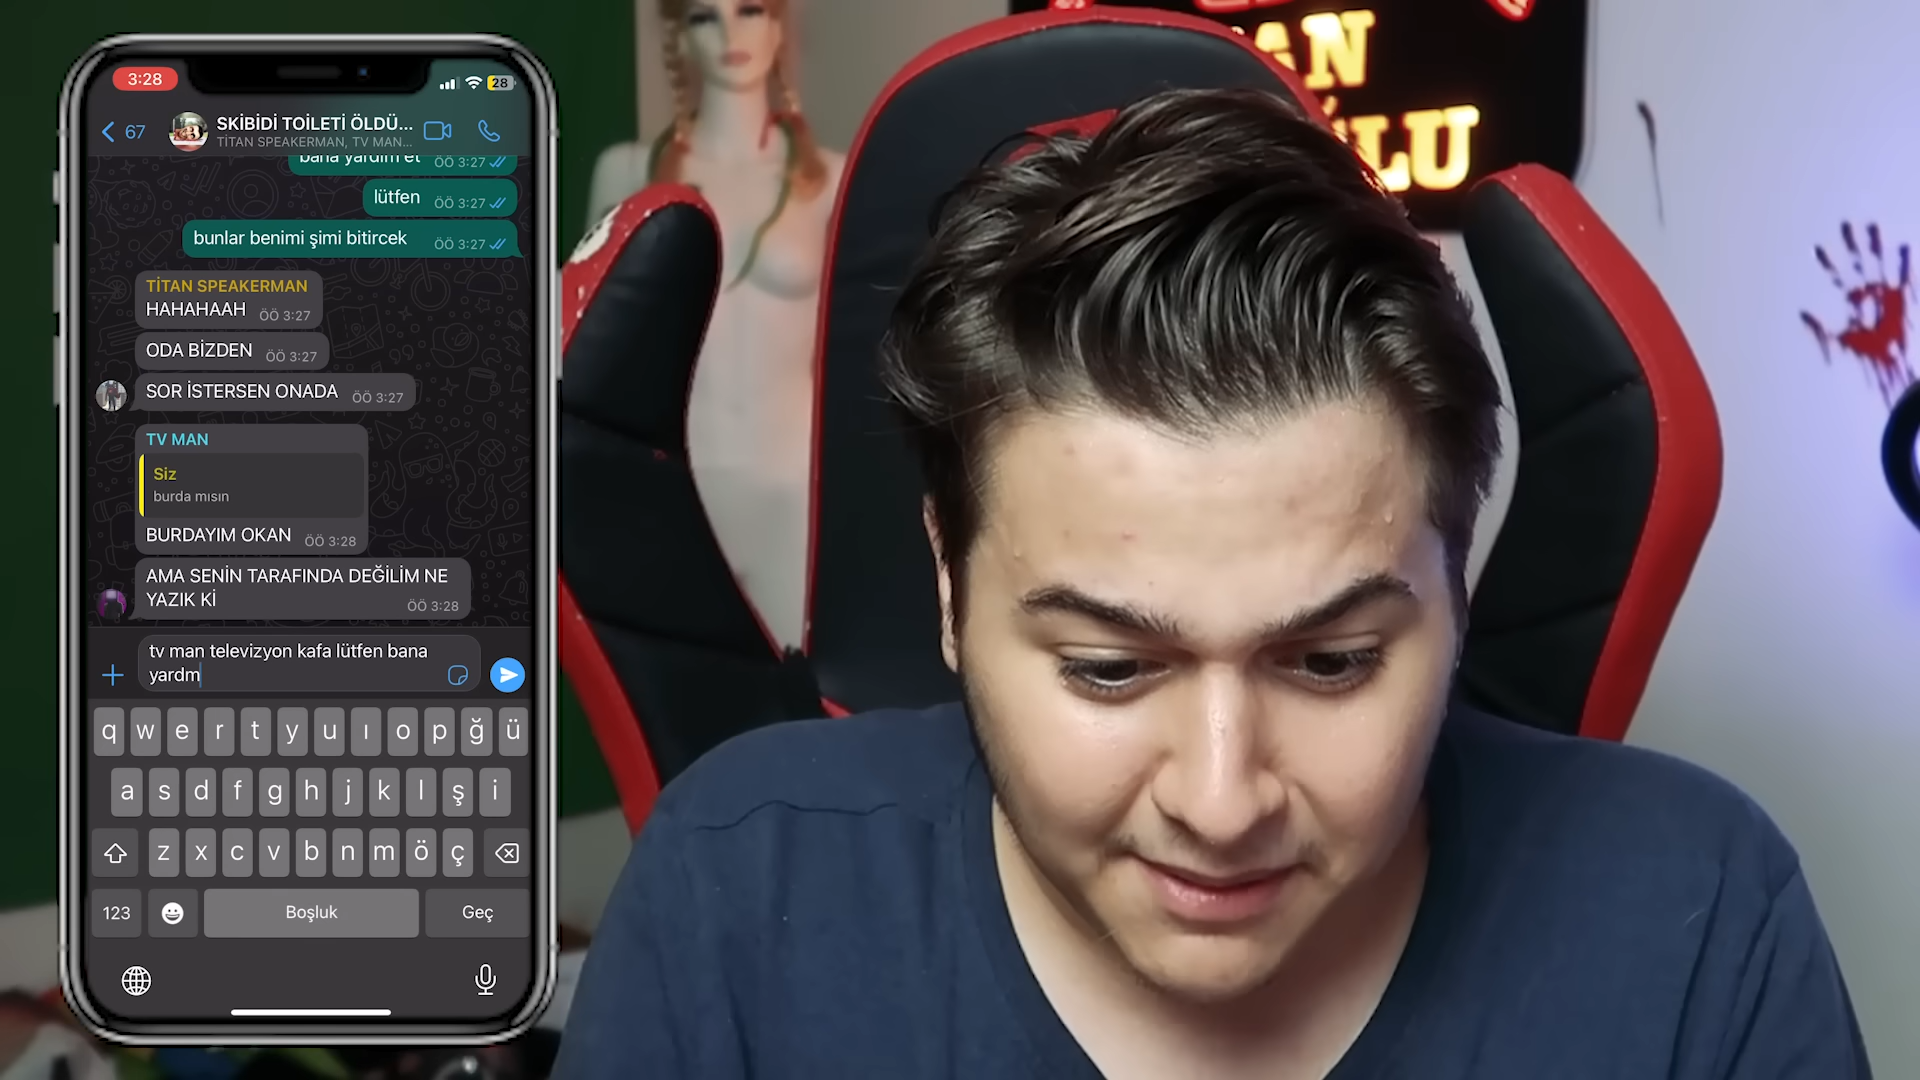 3:28
28
67
SKİBİDİ TOİLETİ ÖLDÜ...
TİTAN SPEAKERMAN, TV MAN...
bana yardım et ÖÖ 3:27
lütfen ÖÖ 3:27
bunlar benimi şimi bitircek ÖÖ 3:27
TİTAN SPEAKERMAN
HAHAHAAH ÖÖ 3:27
ODA BİZDEN ÖÖ 3:27
SOR İSTERSEN ONADA ÖÖ 3:27
TV MAN
Siz
burda mısın
BURDAYIM OKAN ÖÖ 3:28
AMA SENİN TARAFINDA DEĞİLİM NE
YAZIK Kİ ÖÖ 3:28
tv man televizyon kafa lütfen bana
yardm
q w e r t y u ı o p ğ ü
a s d f g h j k l ş i
z x c v b n m ö ç
123 Boşluk Geç
AN
LU